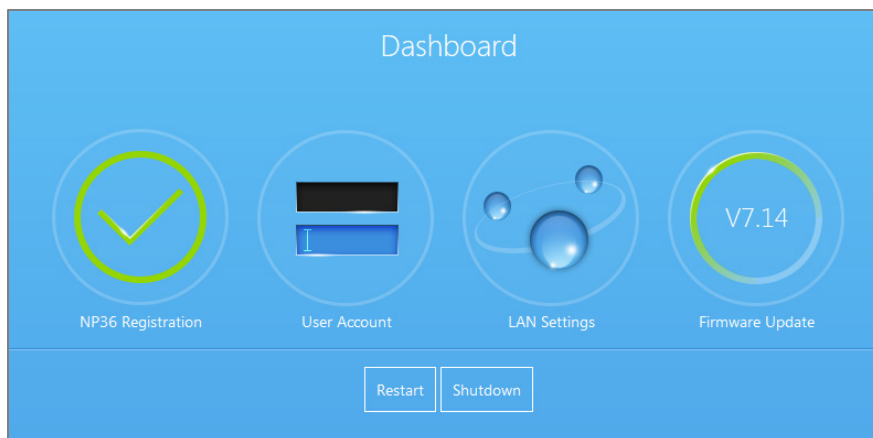 Dashboard
V7.14
NP36 Registration
User Account
LAN Settings
Firmware Update
Restart
Shutdown